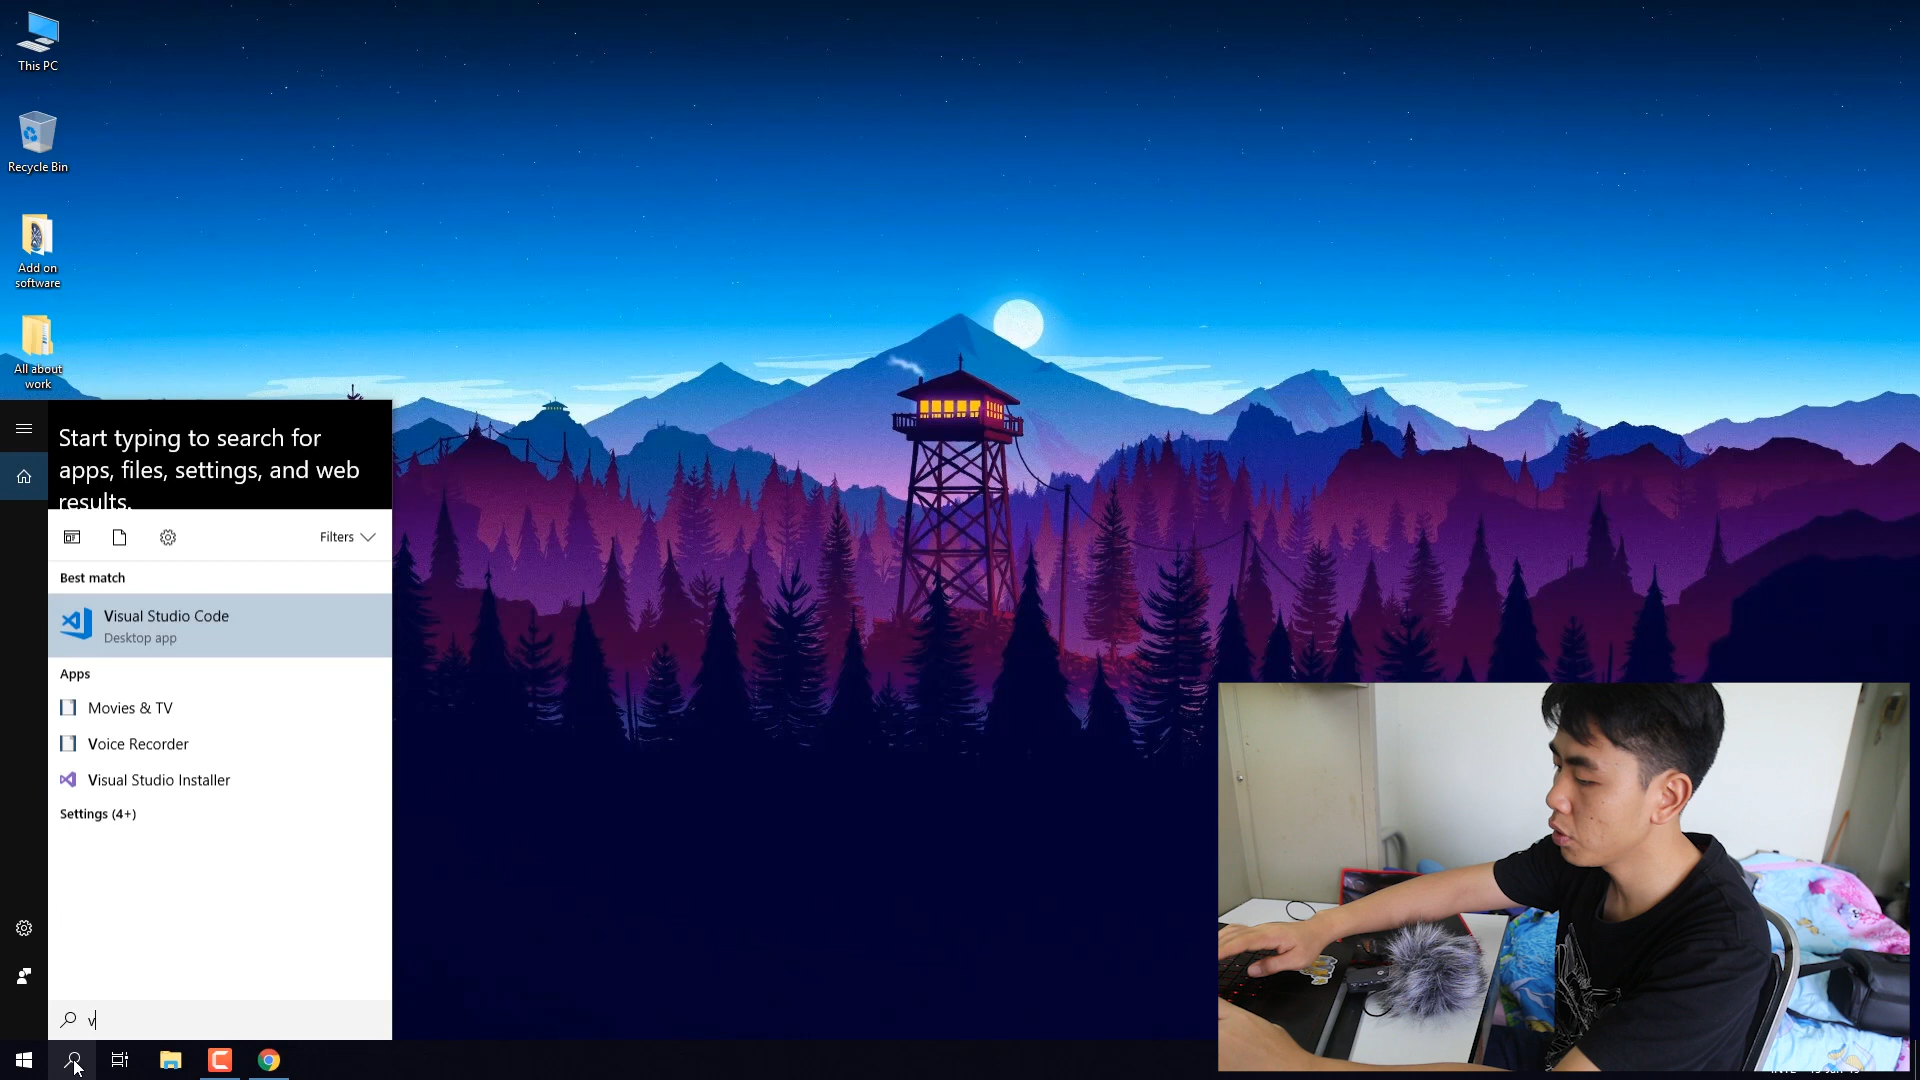 This PC
Recycle Bin
Add on
software
All about
work
Start typing to search for
apps, files, settings, and web
results.
Filters
Best match
Visual Studio Code
Desktop app
Apps
Movies & TV
Voice Recorder
Visual Studio Installer
Settings (4+)
v